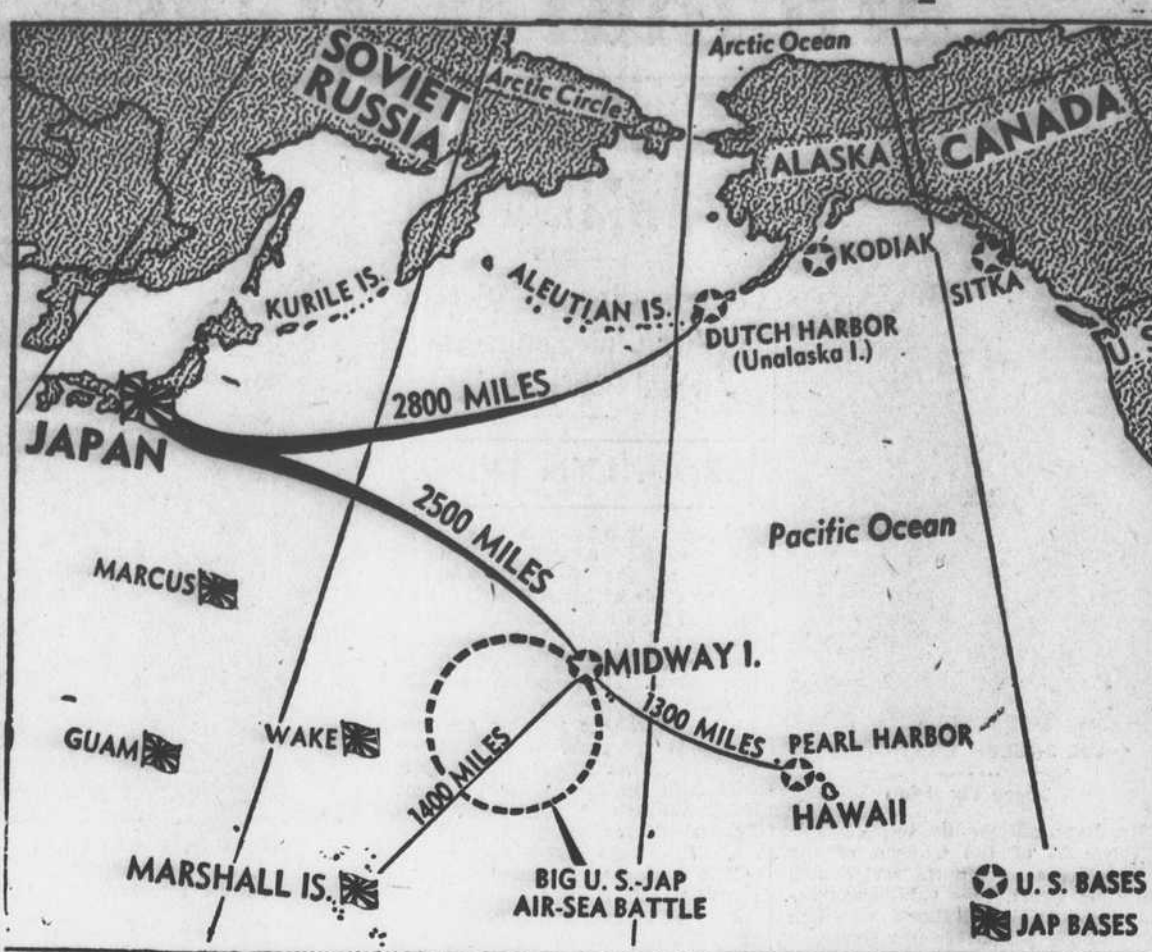 Arctic Ocean
SOVIET
RUSSIA
Arctic Circle
ALASKA
CANADA
KODIAK
SITKA
KURILE IS.
ALEUTIAN IS.
DUTCH HARBOR
(Unalaska I.)
U. S.
2800 MILES
JAPAN
2500 MILES
Pacific Ocean
MARCUS
MIDWAY I.
1300 MILES
PEARL HARBOR
GUAM
WAKE
1400 MILES
HAWAII
MARSHALL IS.
BIG U. S.-JAP
AIR-SEA BATTLE
U. S. BASES
JAP BASES